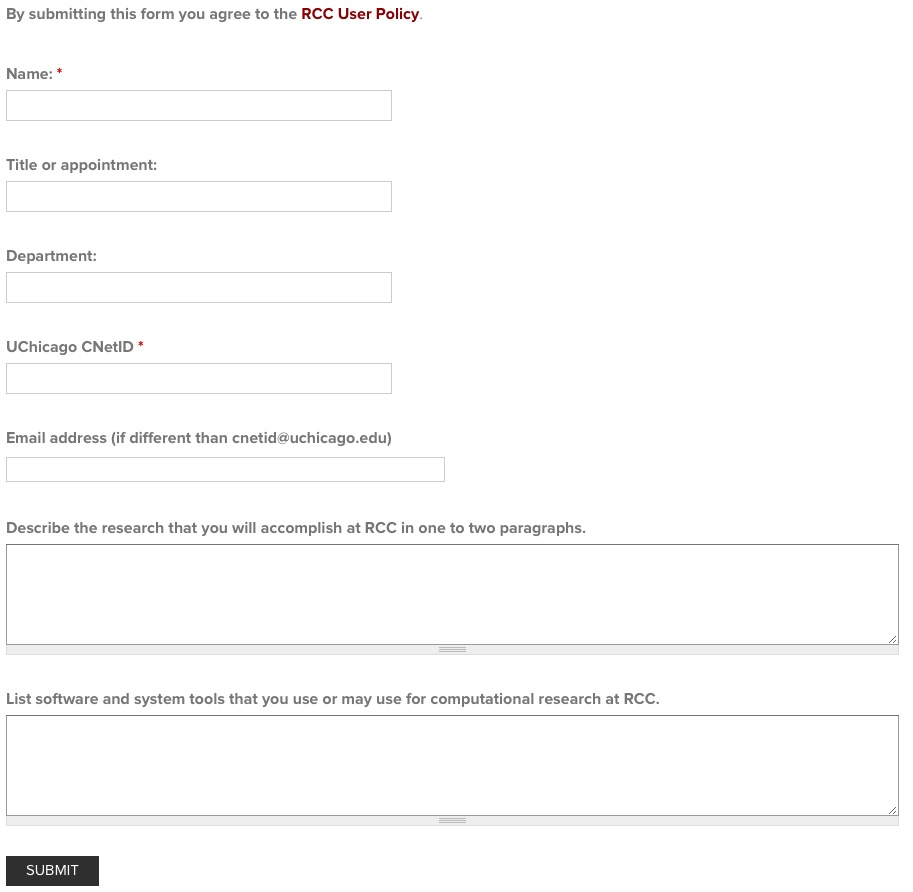 By submitting this form you agree to the RCC User Policy.
Name: *
Title or appointment:
Department:
UChicago CNetID *
Email address (if different than cnetid@uchicago.edu)
Describe the research that you will accomplish at RCC in one to two paragraphs.
List software and system tools that you use or may use for computational research at RCC.
SUBMIT